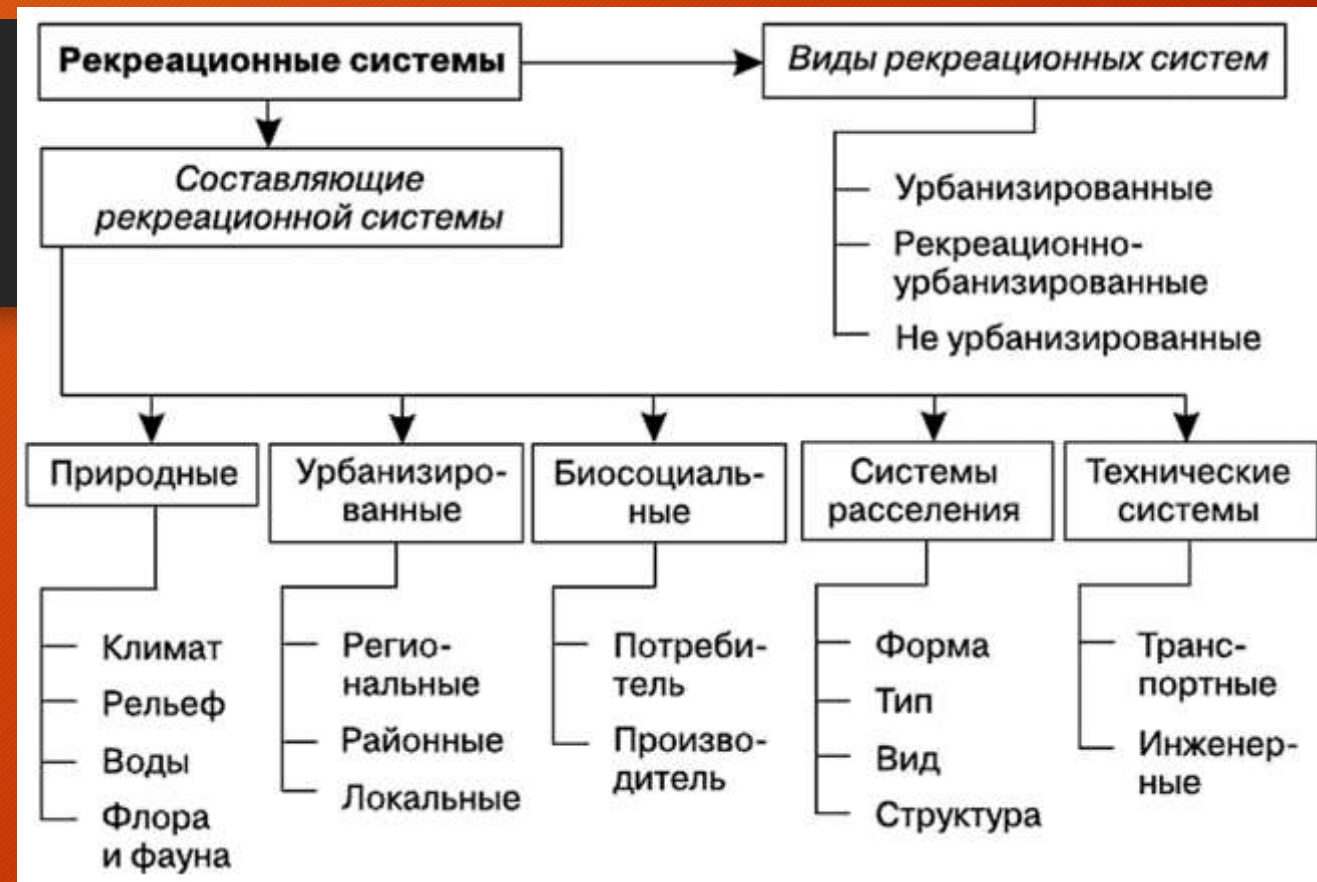 Рекреационные системы
Виды рекреационных систем
Составляющие
рекреационной системы
Урбанизированные
Рекреационно-
урбанизированные
Не урбанизированные
Природные
Урбанизиро-
ванные
Биосоциаль-
ные
Системы
расселения
Технические
системы
Климат
Рельеф
Воды
Флора
и фауна
Регио-
нальные
Районные
Локальные
Потреби-
тель
Произво-
дитель
Форма
Тип
Вид
Структура
Транс-
портные
Инженер-
ные